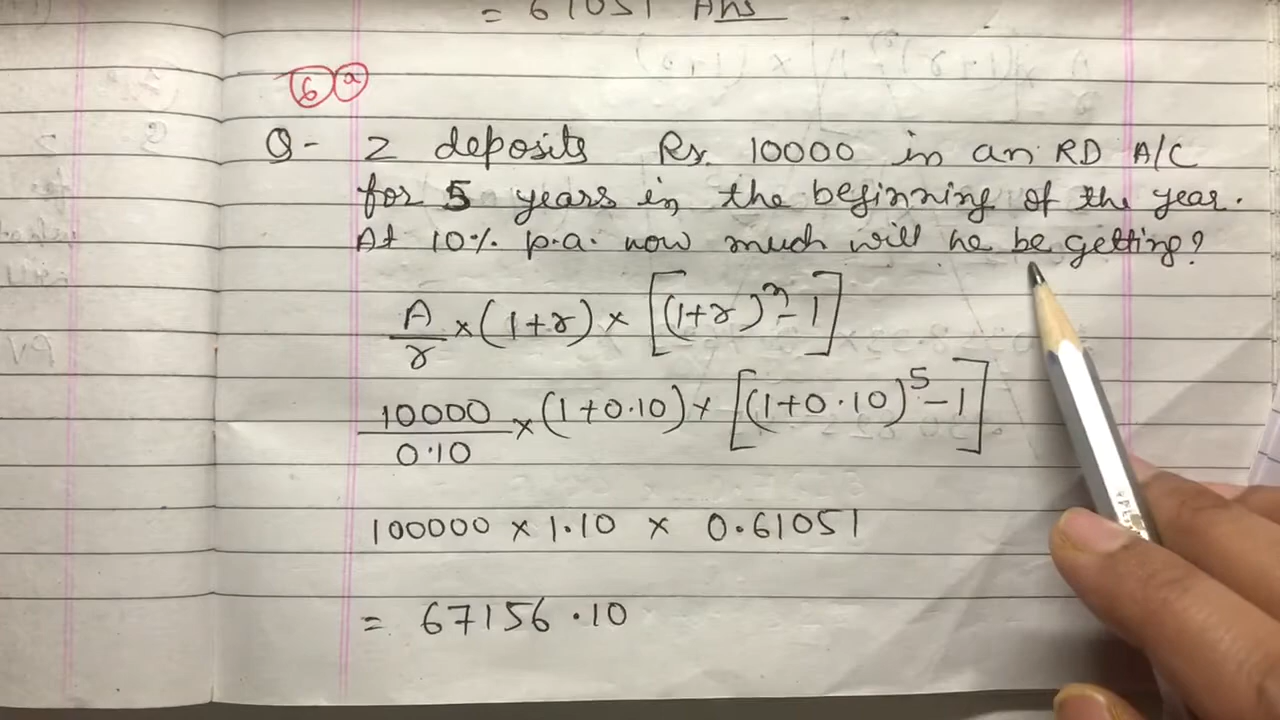 = 61051 Ans
6 a
Q- Z deposits Rs. 10000 in an RD A/C
for 5 years in the beginning of the year.
At 10% p.a. how much will he be getting?
A/r × (1+r) × [(1+r)^n - 1]
10000/0.10 × (1+0.10) × [(1+0.10)^5 - 1]
100000 × 1.10 × 0.61051
= 67156.10